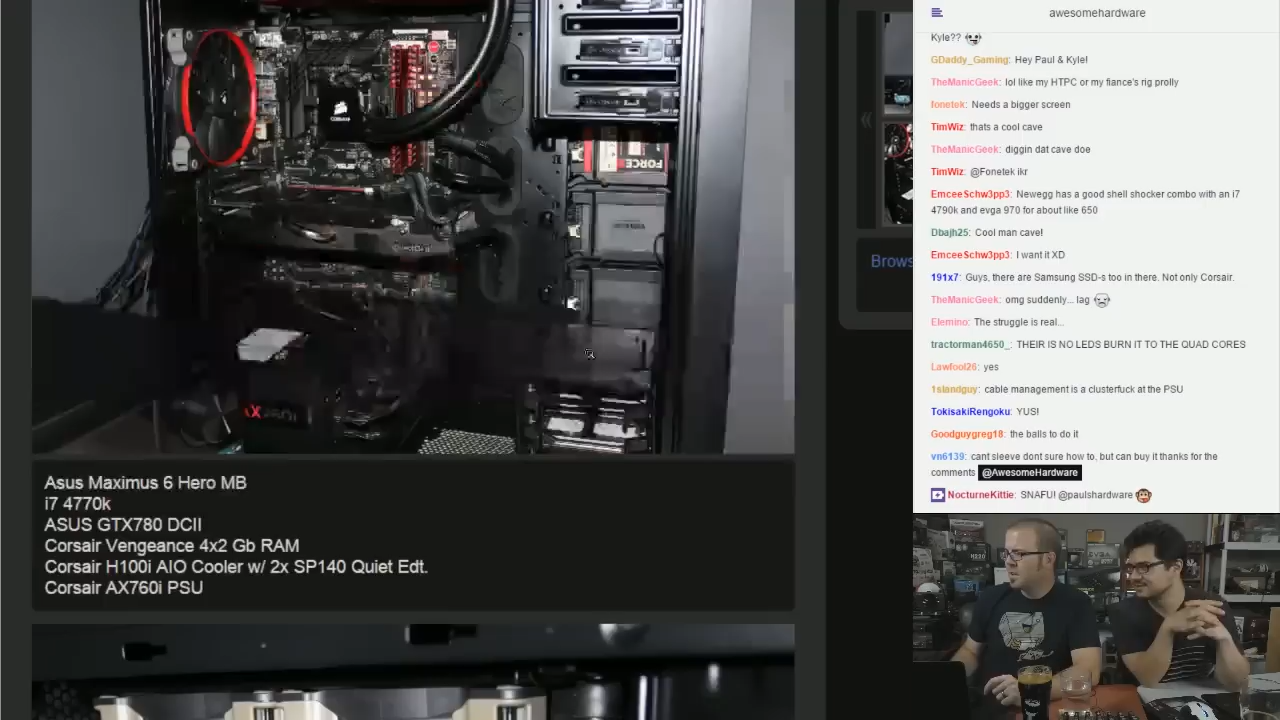 awesomehardware
Kyle??
GDaddy_Gaming: Hey Paul & Kyle!
TheManicGeek: lol like my HTPC or my fiance's rig prolly
fonetek: Needs a bigger screen
TimWiz: thats a cool cave
TheManicGeek: diggin dat cave doe
TimWiz: @Fonetek ikr
EmceeSchw3pp3: Newegg has a good shell shocker combo with an i7
4790k and evga 970 for about like 650
Dbajh25: Cool man cave!
EmceeSchw3pp3: I want it XD
191x7: Guys, there are Samsung SSD-s too in there. Not only Corsair.
TheManicGeek: omg suddenly... lag
Elemino: The struggle is real...
tractorman4650_: THEIR IS NO LEDS BURN IT TO THE QUAD CORES
Lawfool26: yes
1slandguy: cable management is a clusterfuck at the PSU
TokisakiRengoku: YUS!
Goodguygreg18: the balls to do it
vn6139: cant sleeve dont sure how to, but can buy it thanks for the
comments @AwesomeHardware
NocturneKittie: SNAFU! @paulshardware
FORCE
Brows
Asus Maximus 6 Hero MB
i7 4770k
ASUS GTX780 DCII
Corsair Vengeance 4x2 Gb RAM
Corsair H100i AIO Cooler w/ 2x SP140 Quiet Edt.
Corsair AX760i PSU